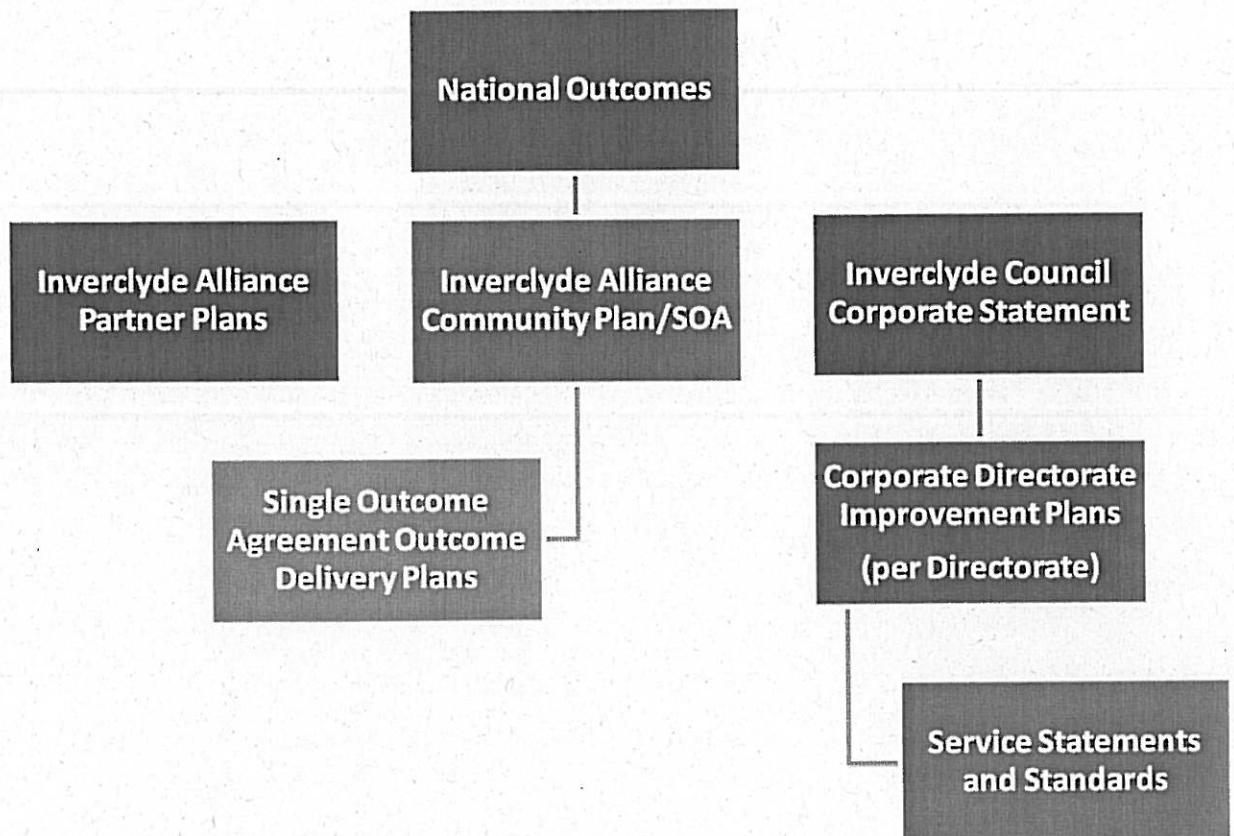 National Outcomes
Inverclyde Alliance
Partner Plans
Inverclyde Alliance
Community Plan/SOA
Inverclyde Council
Corporate Statement
Single Outcome
Agreement Outcome
Delivery Plans
Corporate Directorate
Improvement Plans
(per Directorate)
Service Statements
and Standards